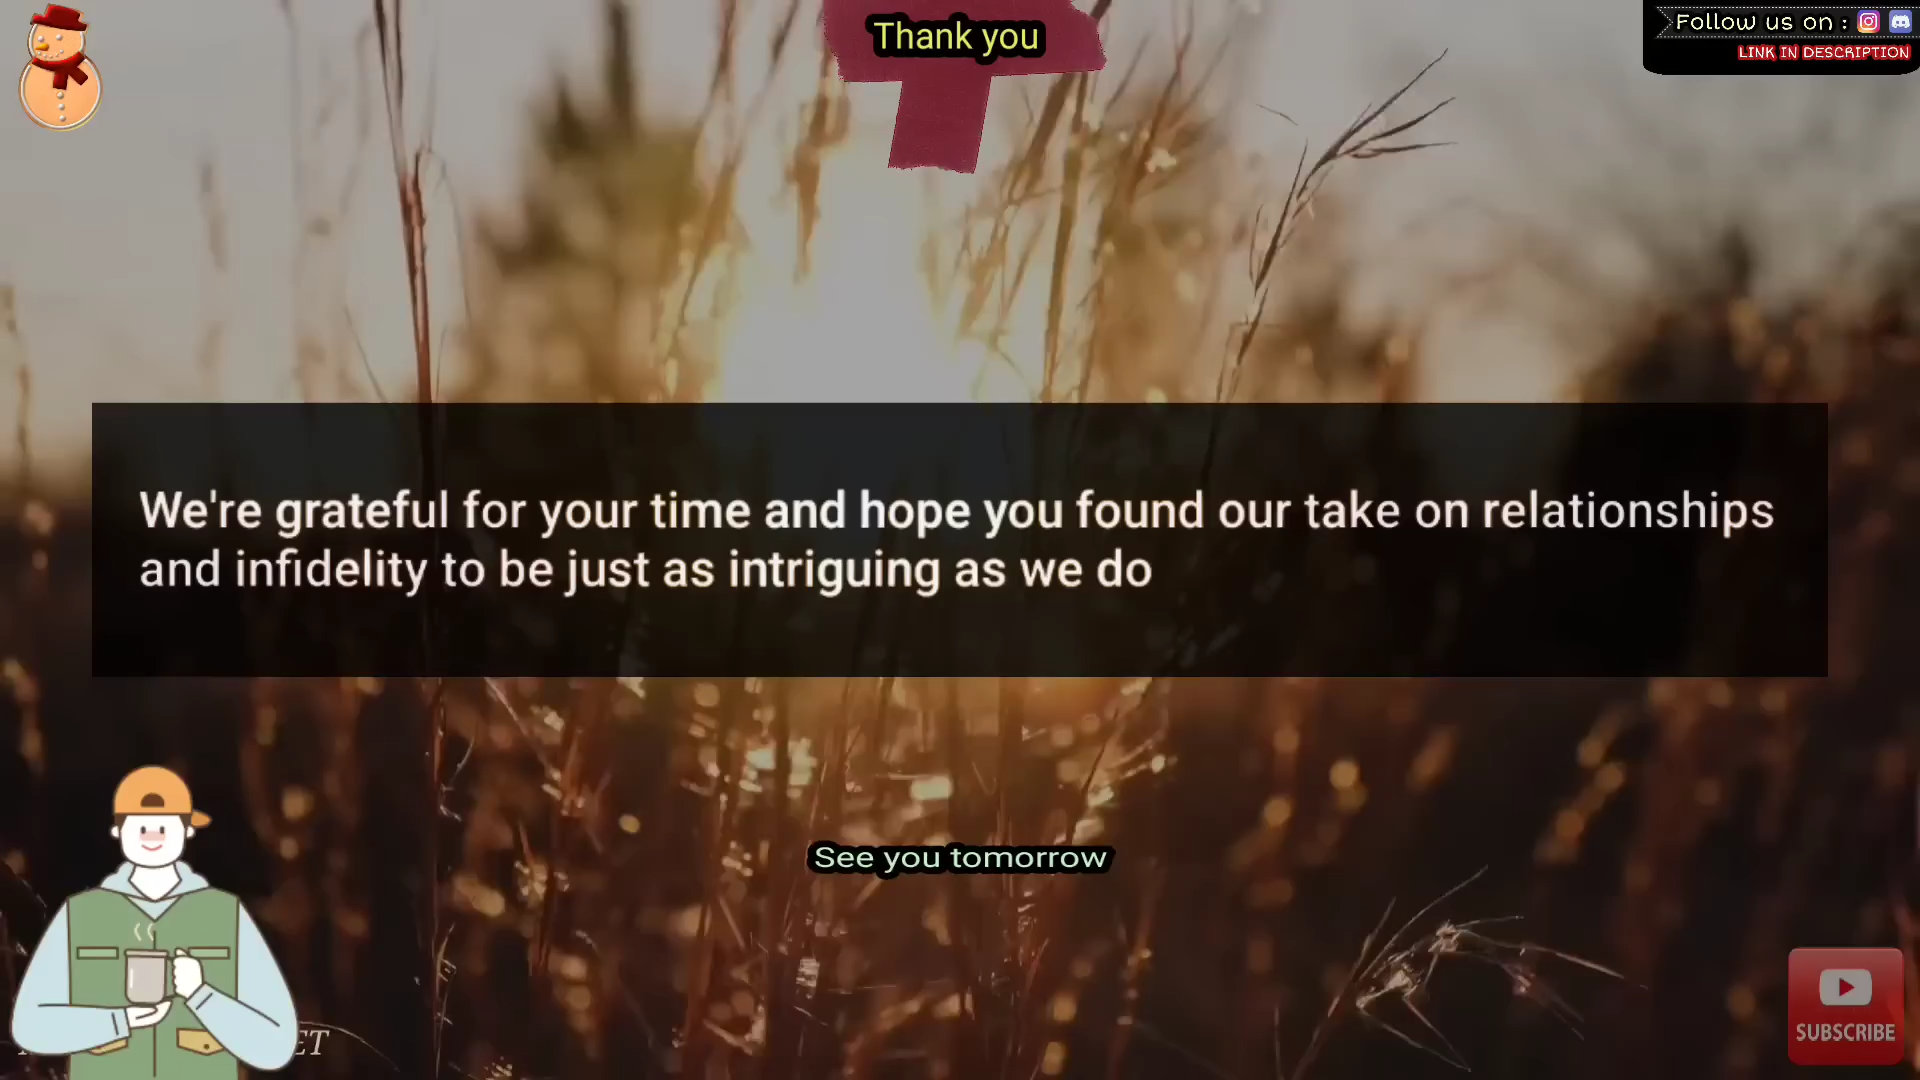 Thank you
Follow us on :
LINK IN DESCRIPTION
We're grateful for your time and hope you found our take on relationships
and infidelity to be just as intriguing as we do
See you tomorrow
SUBSCRIBE